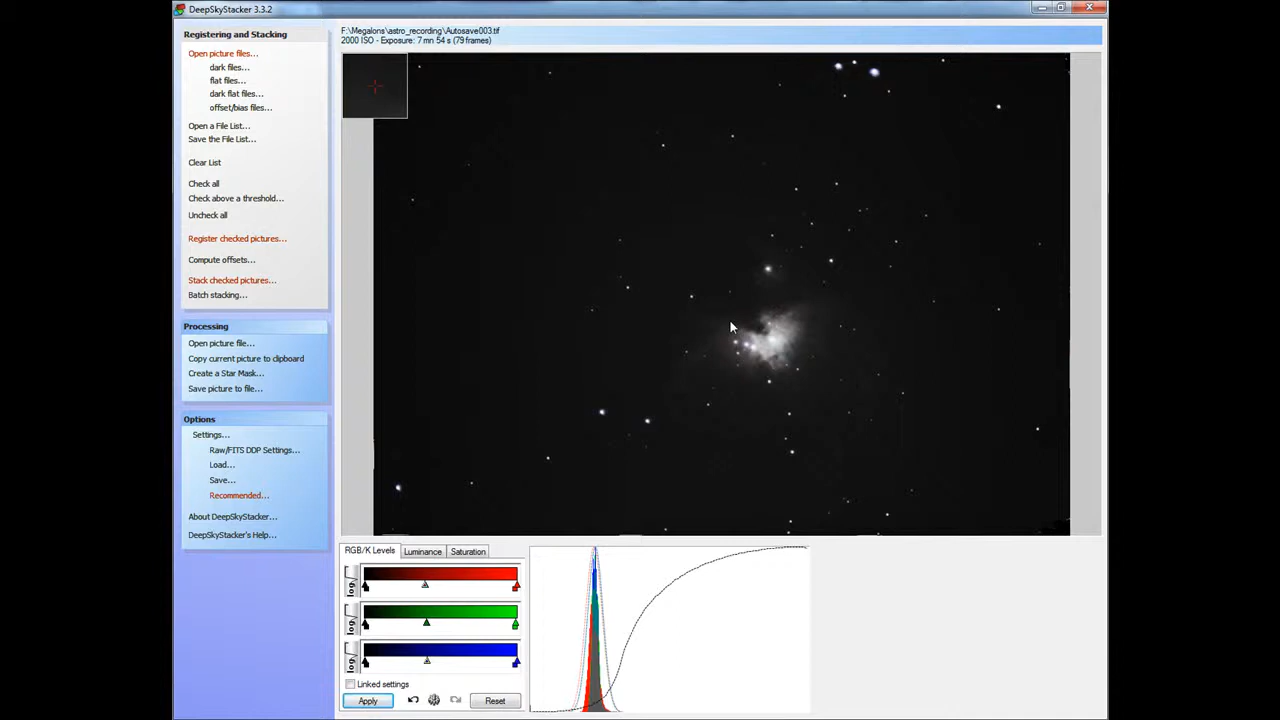 DeepSkyStacker 3.3.2
Registering and Stacking
Open picture files...
dark files...
flat files...
dark flat files...
offset/bias files...
Open a File List...
Save the File List...
Clear List
Check all
Check above a threshold...
Uncheck all
Register checked pictures...
Compute offsets...
Stack checked pictures...
Batch stacking...
Processing
Open picture file...
Copy current picture to clipboard
Create a Star Mask...
Save picture to file...
Options
Settings...
Raw/FITS DDP Settings...
Load...
Save...
Recommended...
About DeepSkyStacker...
DeepSkyStacker's Help...
F:\Megalons\astro_recording\Autosave003.tif
2000 ISO - Exposure: 7 mn 54 s (79 frames)
RGB/K Levels
Luminance
Saturation
log
log
log
Linked settings
Apply
Reset